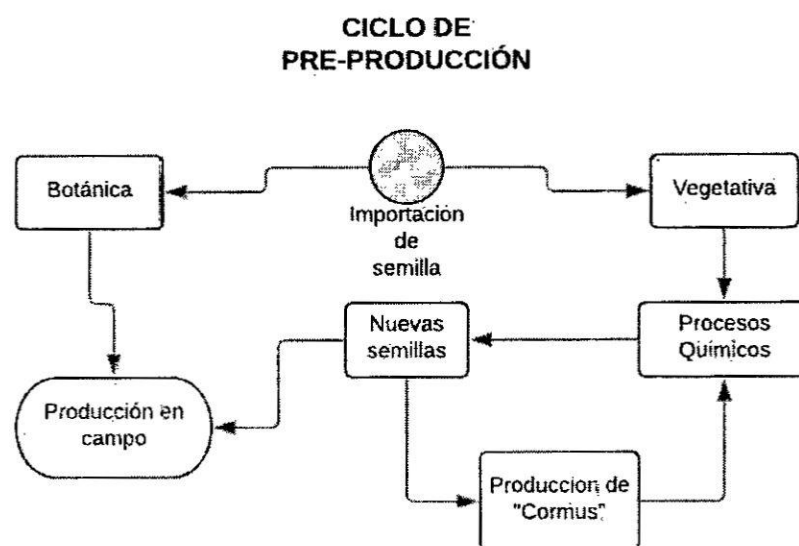 CICLO DE
PRE-PRODUCCIÓN
Botánica
Importación
de
semilla
Vegetativa
Nuevas
semillas
Procesos
Químicos
Producción en
campo
Produccion de
"Cormus"